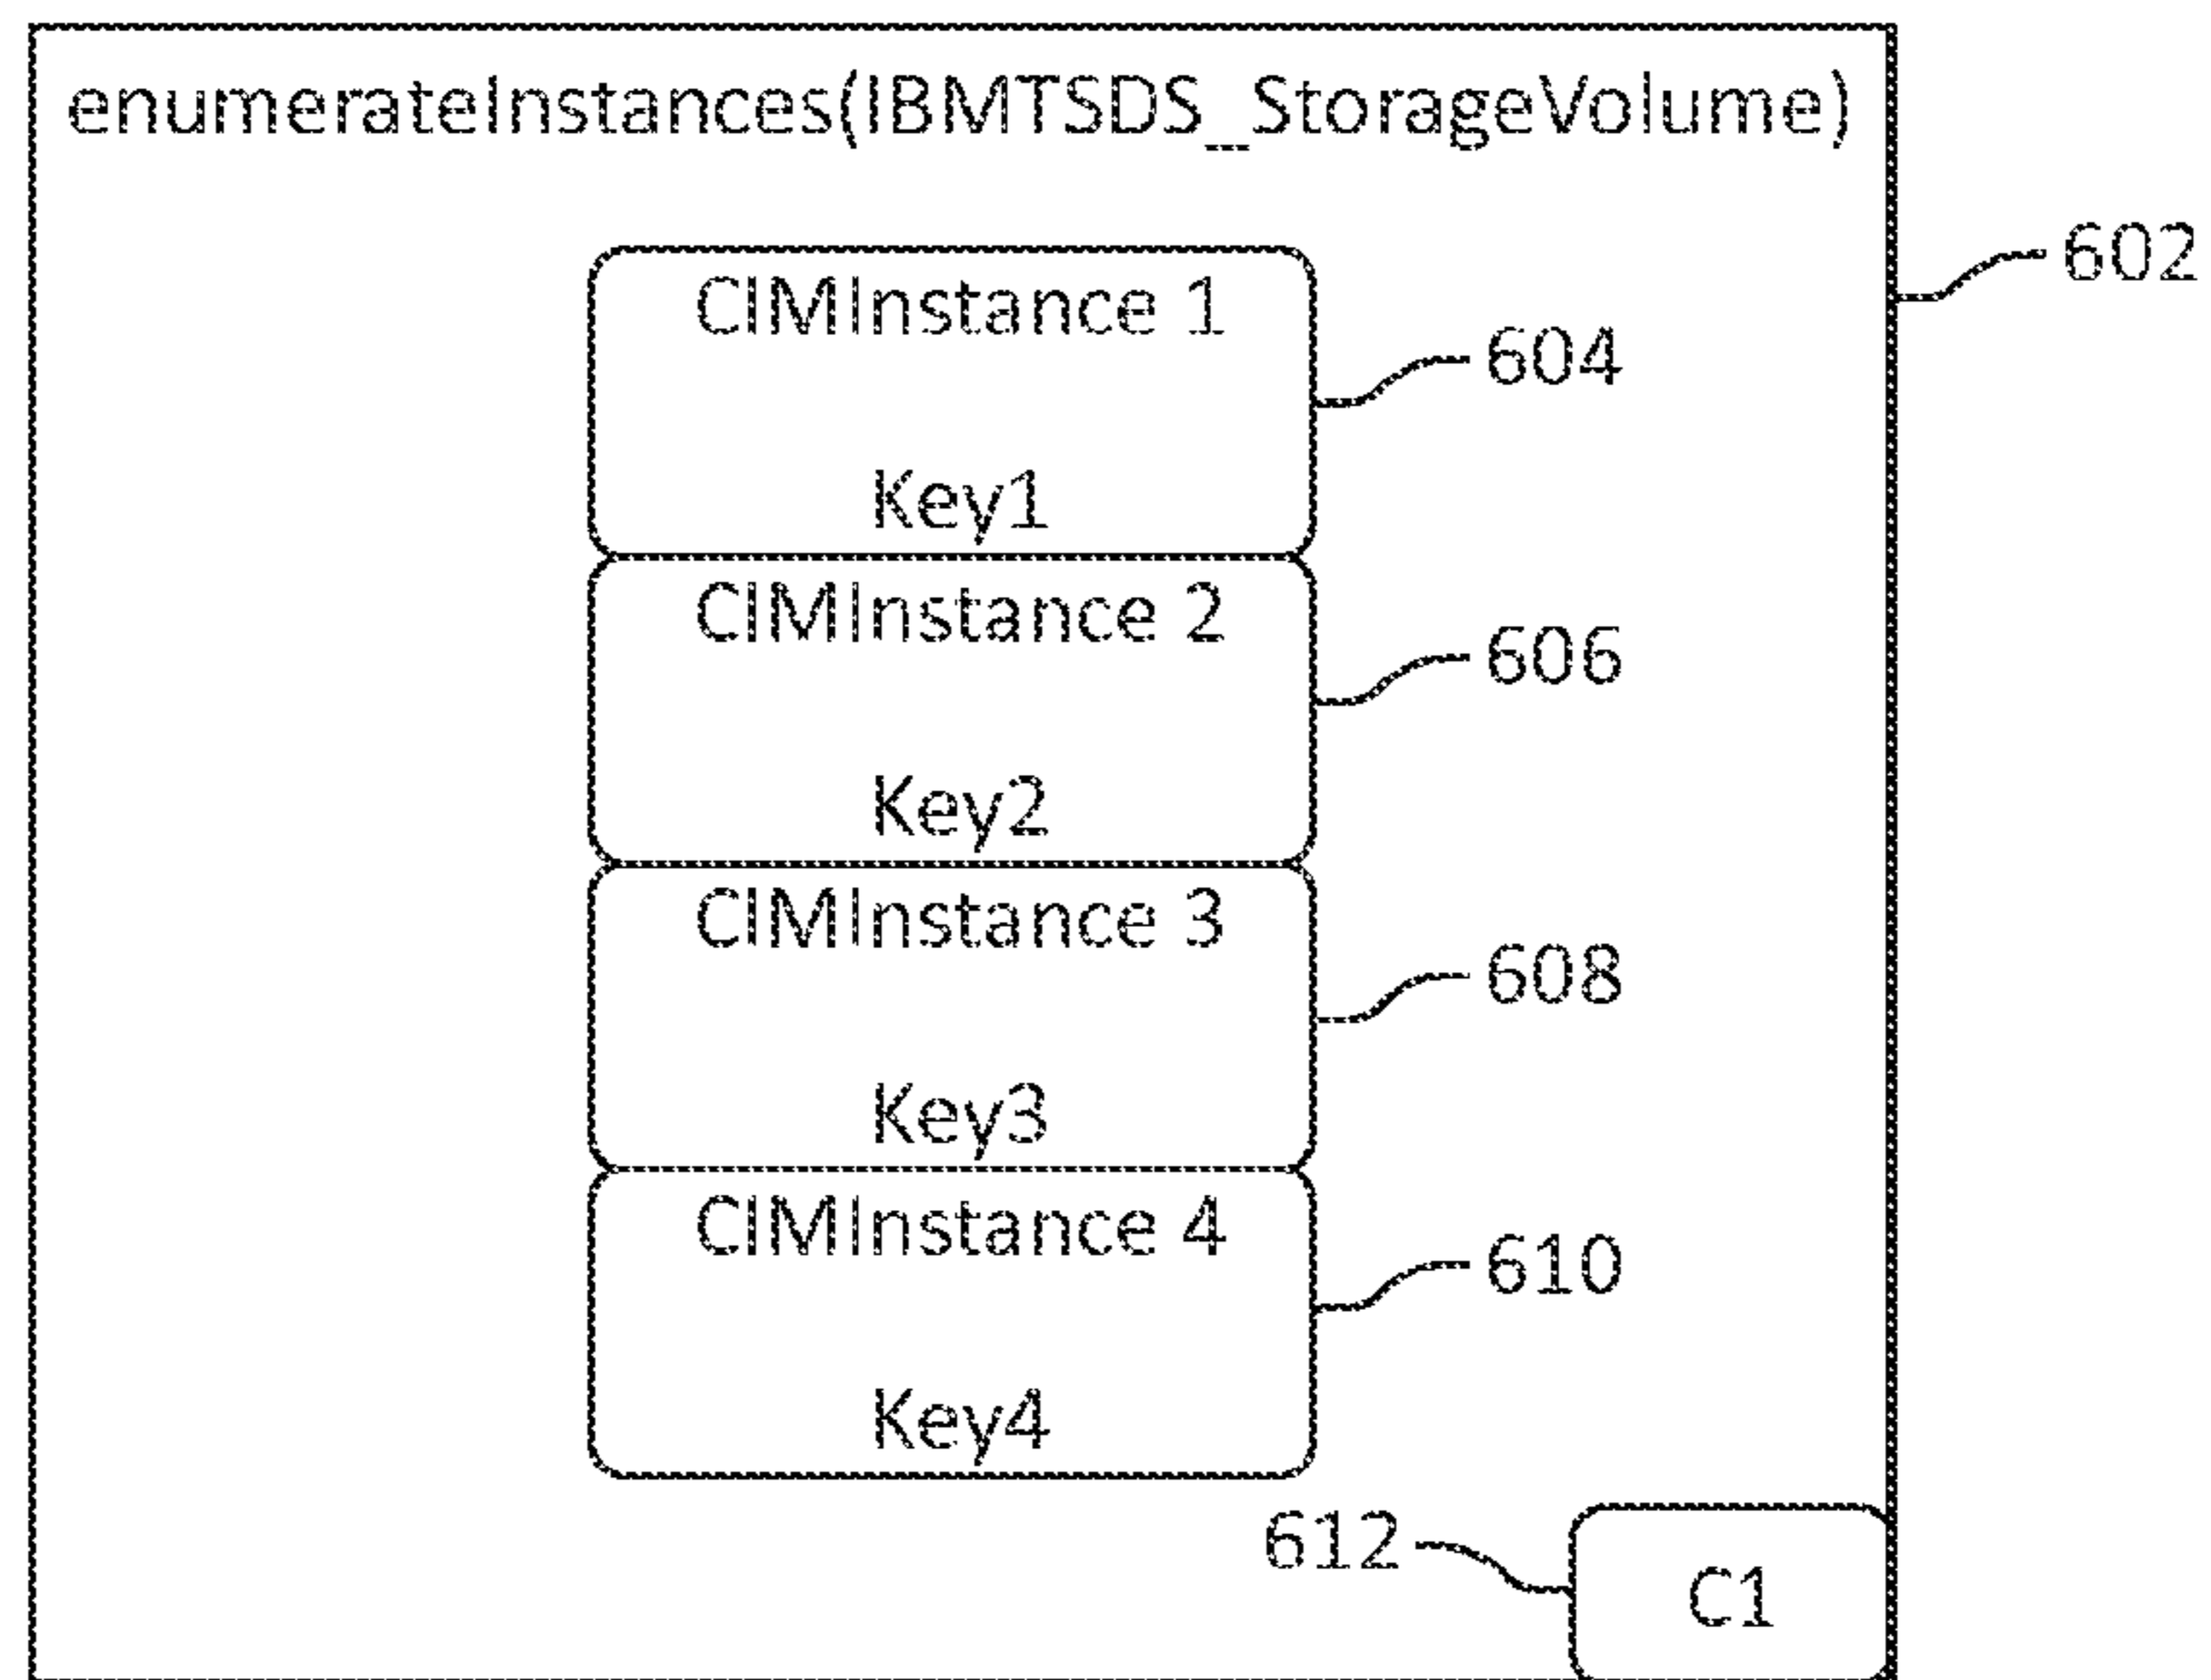 enumerateInstances(IBMTSDS_StorageVolume)
602
CIMInstance 1
604
Key1
CIMInstance 2
606
Key2
CIMInstance 3
608
Key3
CIMInstance 4
610
Key4
612
C1